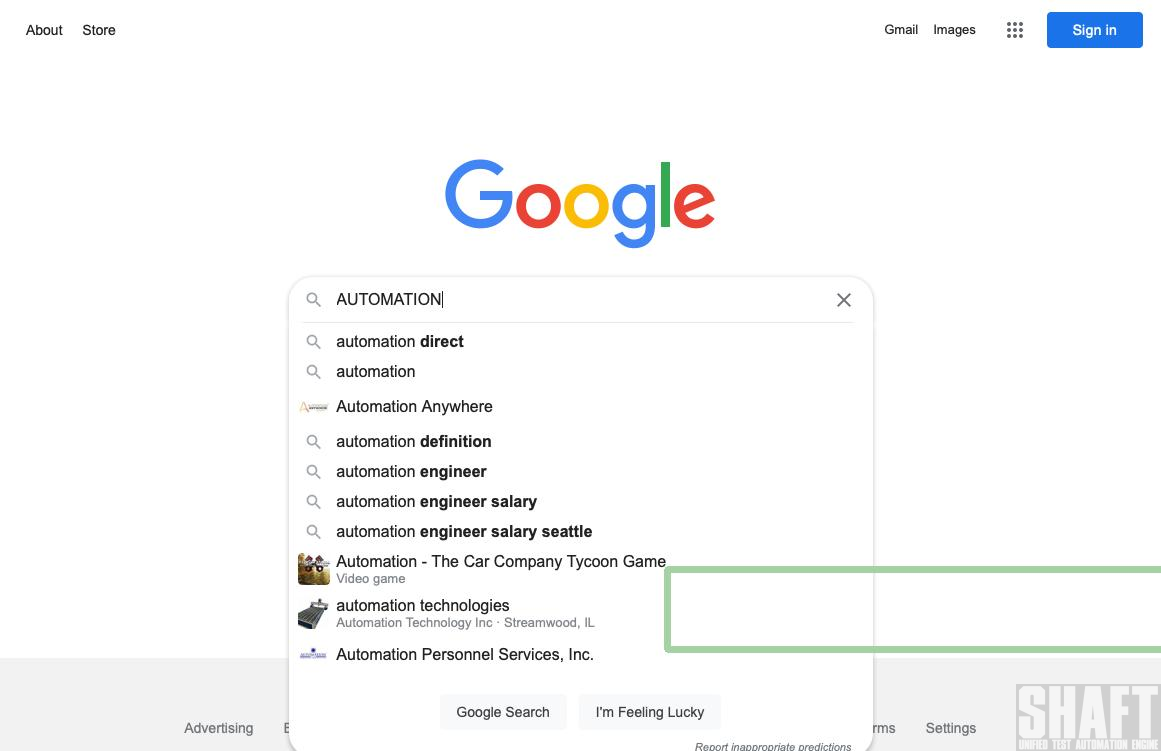 About Store Gmail Images Sign in
Google
AUTOMATION
automation direct
automation
Automation Anywhere
automation definition
automation engineer
automation engineer salary
automation engineer salary seattle
Automation - The Car Company Tycoon Game
Video game
automation technologies
Automation Technology Inc · Streamwood, IL
Automation Personnel Services, Inc.
Google Search I'm Feeling Lucky
Advertising Settings
Report inappropriate predictions
SHAFT
UNIFIED TEST AUTOMATION ENGINE